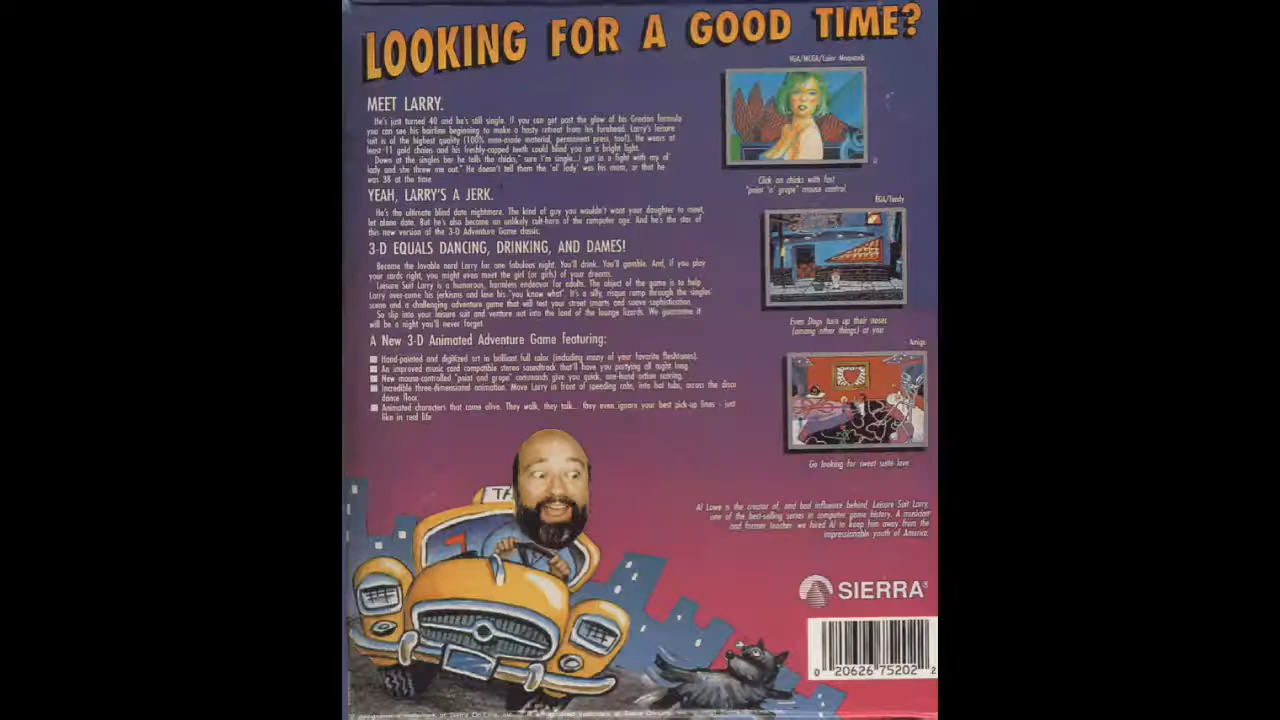 LOOKING FOR A GOOD TIME?
VGA/MCGA/Color Macintosh
MEET LARRY.
He's just turned 40 and he's still single. If you can get past the glow of his Grecian formula
you can see his hairline beginning to make a hasty retreat from his forehead. Larry's leisure
suit is of the highest quality (100% man-made material, permanent press, too!). He wears at
least 11 gold chains and his freshly-capped teeth could blind you in a bright light.
Down at the singles bar he tells the chicks, "sure I'm single...I got in a fight with my ol'
lady and she threw me out." He doesn't tell them the 'ol' lady' was his mom, or that he
was 38 at the time.
Click on chicks with fast
"point 'n' grope" mouse control.
YEAH, LARRY'S A JERK.
EGA/Tandy
He's the ultimate blind date nightmare. The kind of guy you wouldn't want your daughter to meet,
let alone date. But he's also become an unlikely cult-hero of the computer age. And he's the star of
this new version of the 3-D Adventure Game classic.
3-D EQUALS DANCING, DRINKING, AND DAMES!
Become the lovable nerd Larry for one fabulous night. You'll drink. You'll gamble. And, if you play
your cards right, you might even meet the girl (or girls) of your dreams.
Leisure Suit Larry is a humorous, harmless endeavor for adults. The object of the game is to help
Larry over-come his jerkisms and lose his "you know what". It's a silly, risque romp through the singles
scene and a challenging adventure game that will test your street smarts and suave sophistication.
So slip into your leisure suit and venture out into the land of the lounge lizards. We guarantee it
will be a night you'll never forget.
Even Dogs turn up their noses
(among other things) at you
A New 3-D Animated Adventure Game featuring:
Amiga
Hand-painted and digitized art in brilliant full color (including many of your favorite fleshtones).
An improved music card compatible stereo soundtrack that'll have you partying all night long.
New mouse-controlled "point and grope" commands give you quick, one-hand action scoring.
Incredible three-dimensional animation. Move Larry in front of speeding cabs, into hot tubs, across the disco
dance floor.
Animated characters that come alive. They walk, they talk... they even ignore your best pick-up lines - just
like in real life
Go looking for sweet suite love.
TA
Al Lowe is the creator of, and bad influence behind, Leisure Suit Larry,
one of the best-selling series in computer game history. A musician
and former teacher we hired Al to keep him away from the
impressionable youth of America.
SIERRA®
0 20626 75202 2